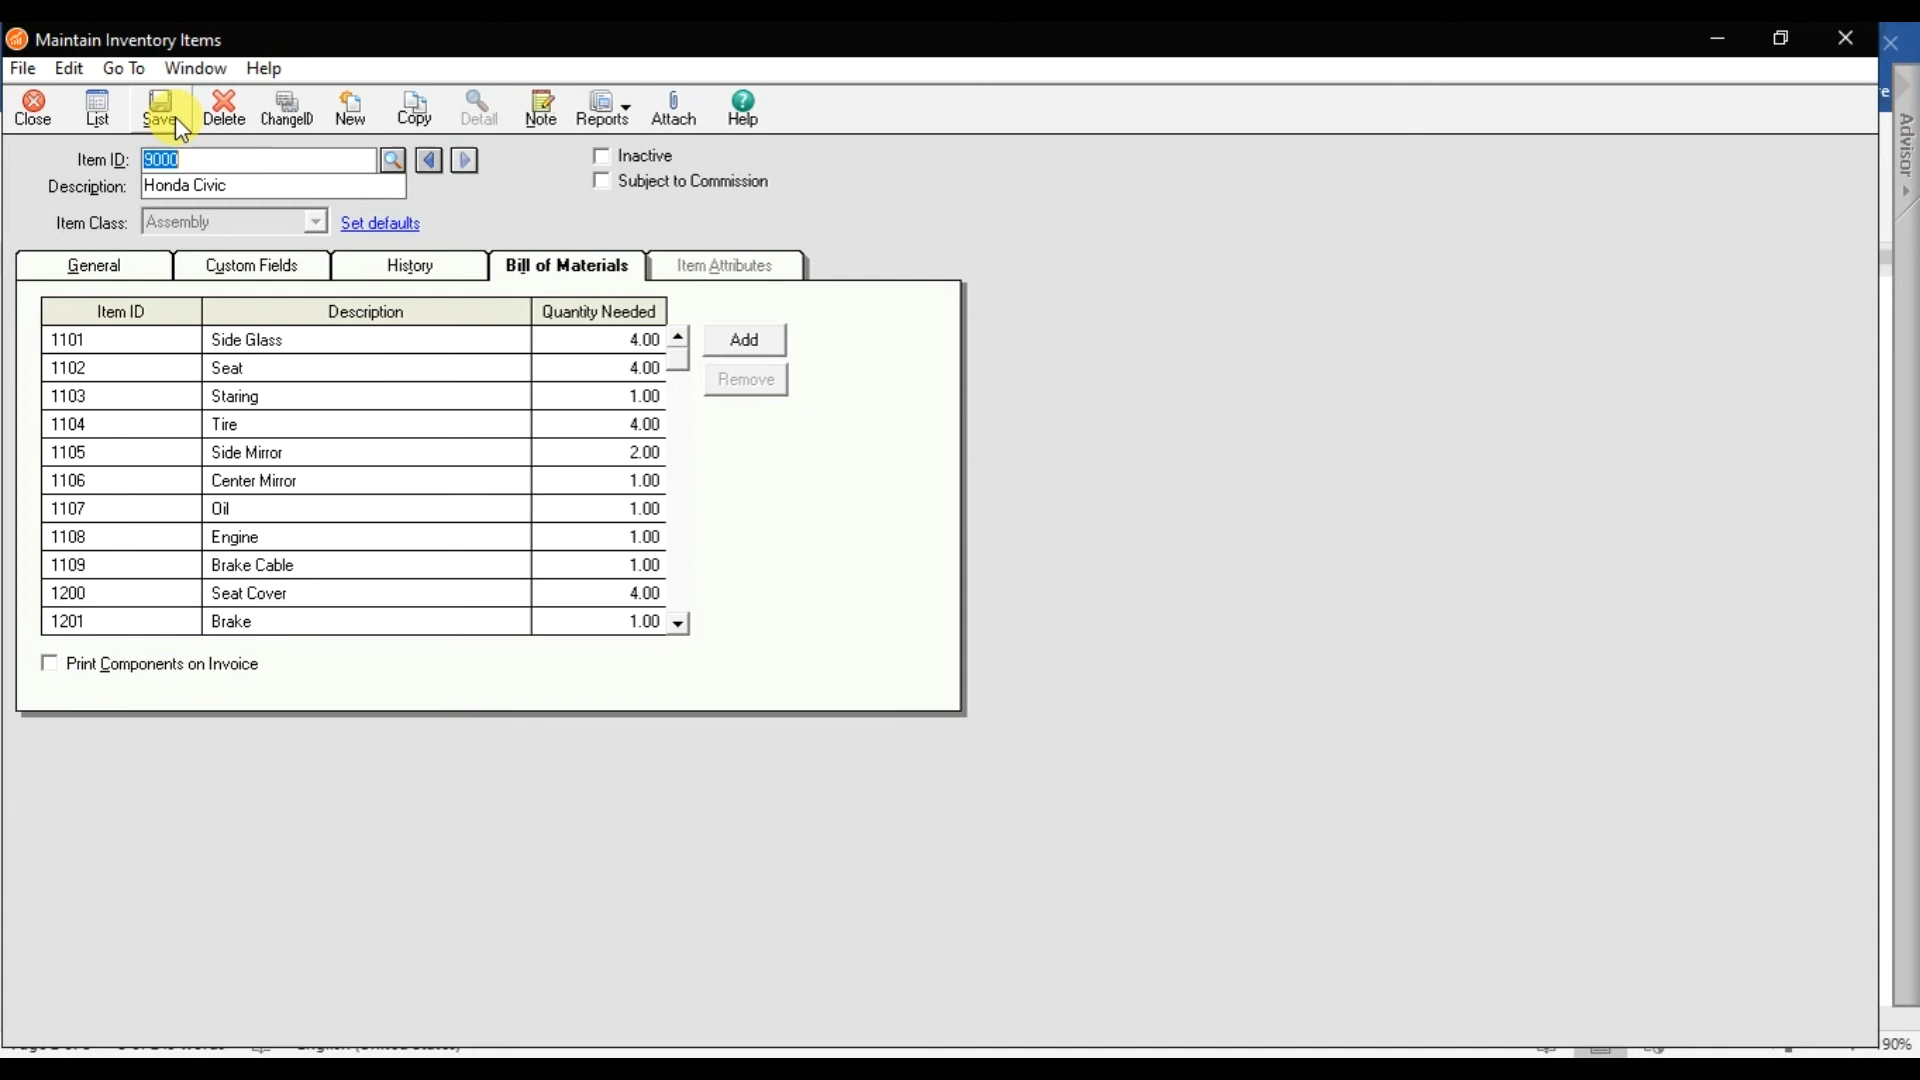 Maintain Inventory Items
File Edit Go To Window Help
Close List Save Delete ChangeID New Copy Detail Note Reports Attach Help
Item ID: 9000
Inactive
Description: Honda Civic
Subject to Commission
Item Class: Assembly Set defaults
General Custom Fields History Bill of Materials Item Attributes
Item ID Description Quantity Needed
1101 Side Glass 4.00 Add
1102 Seat 4.00 Remove
1103 Staring 1.00
1104 Tire 4.00
1105 Side Mirror 2.00
1106 Center Mirror 1.00
1107 Oil 1.00
1108 Engine 1.00
1109 Brake Cable 1.00
1200 Seat Cover 4.00
1201 Brake 1.00
Print Components on Invoice
Advisor
90%